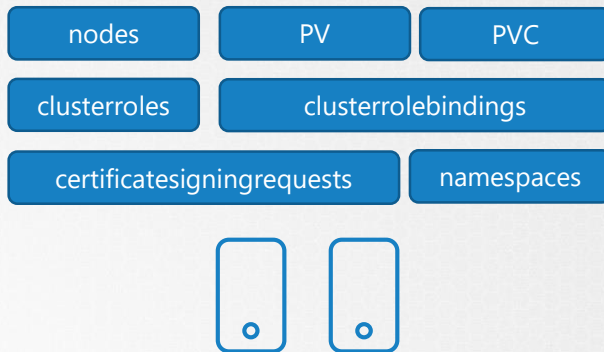 nodes
PV
PVC
clusterroles
clusterrolebindings
certificatesigningrequests
namespaces